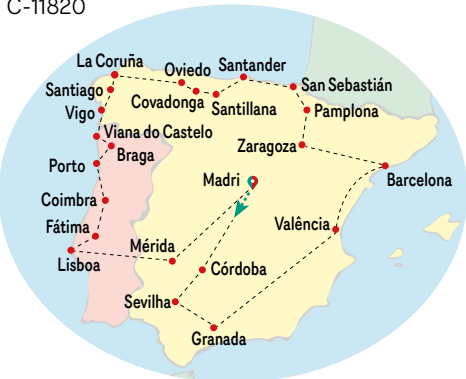 C-11820
La Coruña
Oviedo
Santander
Santiago
Covadonga
Santillana
San Sebastián
Vigo
Pamplona
Viana do Castelo
Braga
Zaragoza
Porto
Madri
Barcelona
Coimbra
Fátima
Valência
Mérida
Lisboa
Córdoba
Sevilha
Granada